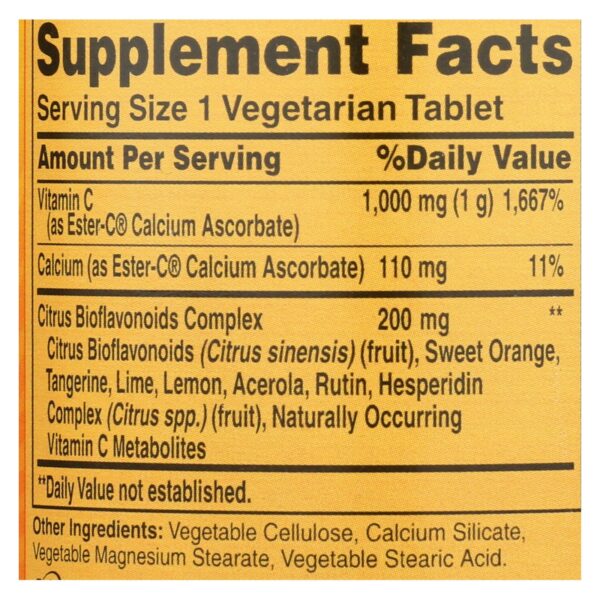 Supplement Facts
Serving Size 1 Vegetarian Tablet
Amount Per Serving %Daily Value
Vitamin C 1,000 mg (1 g) 1,667%
(as Ester-C® Calcium Ascorbate)
Calcium (as Ester-C® Calcium Ascorbate) 110 mg 11%
Citrus Bioflavonoids Complex 200 mg **
Citrus Bioflavonoids (Citrus sinensis) (fruit), Sweet Orange,
Tangerine, Lime, Lemon, Acerola, Rutin, Hesperidin
Complex (Citrus spp.) (fruit), Naturally Occurring
Vitamin C Metabolites
**Daily Value not established.
Other Ingredients: Vegetable Cellulose, Calcium Silicate,
Vegetable Magnesium Stearate, Vegetable Stearic Acid.